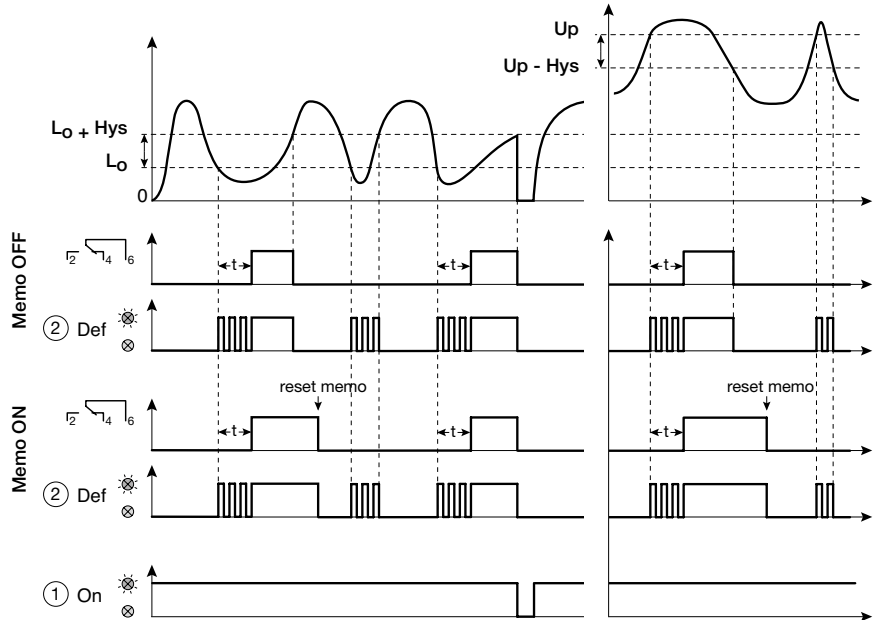 Up
Up - Hys
Lo + Hys
Lo
0
Memo OFF
2 4 6
t
t
t
2 Def
Memo ON
reset memo
reset memo
2 4 6
t
t
t
2 Def
1 On